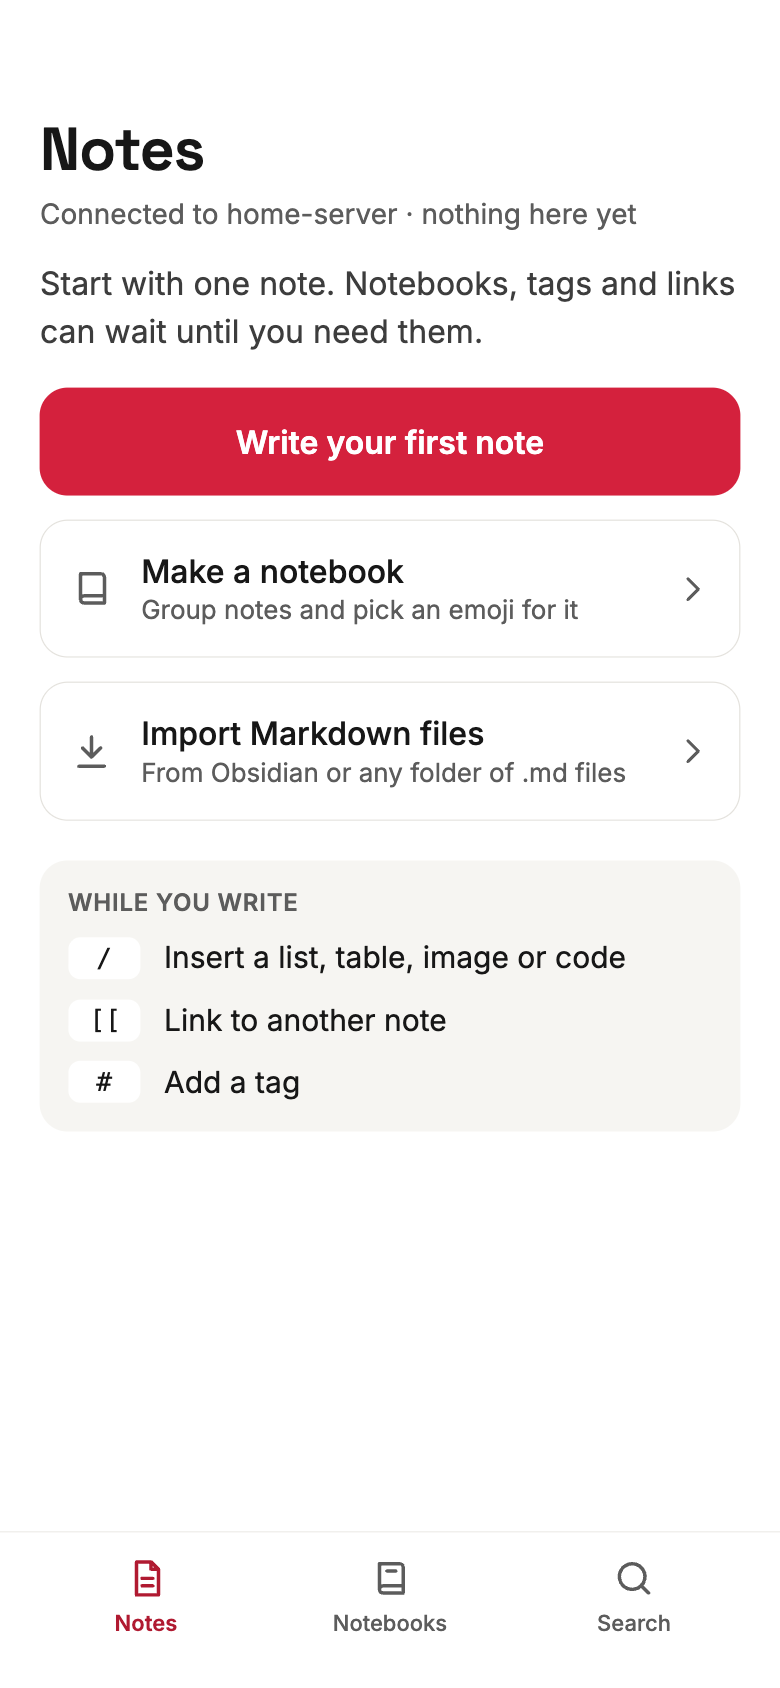 Notes
Connected to home-server · nothing here yet
Start with one note. Notebooks, tags and links
can wait until you need them.
Write your first note
Make a notebook
Group notes and pick an emoji for it
Import Markdown files
From Obsidian or any folder of .md files
WHILE YOU WRITE
/ Insert a list, table, image or code
[[ Link to another note
# Add a tag
Notes Notebooks Search